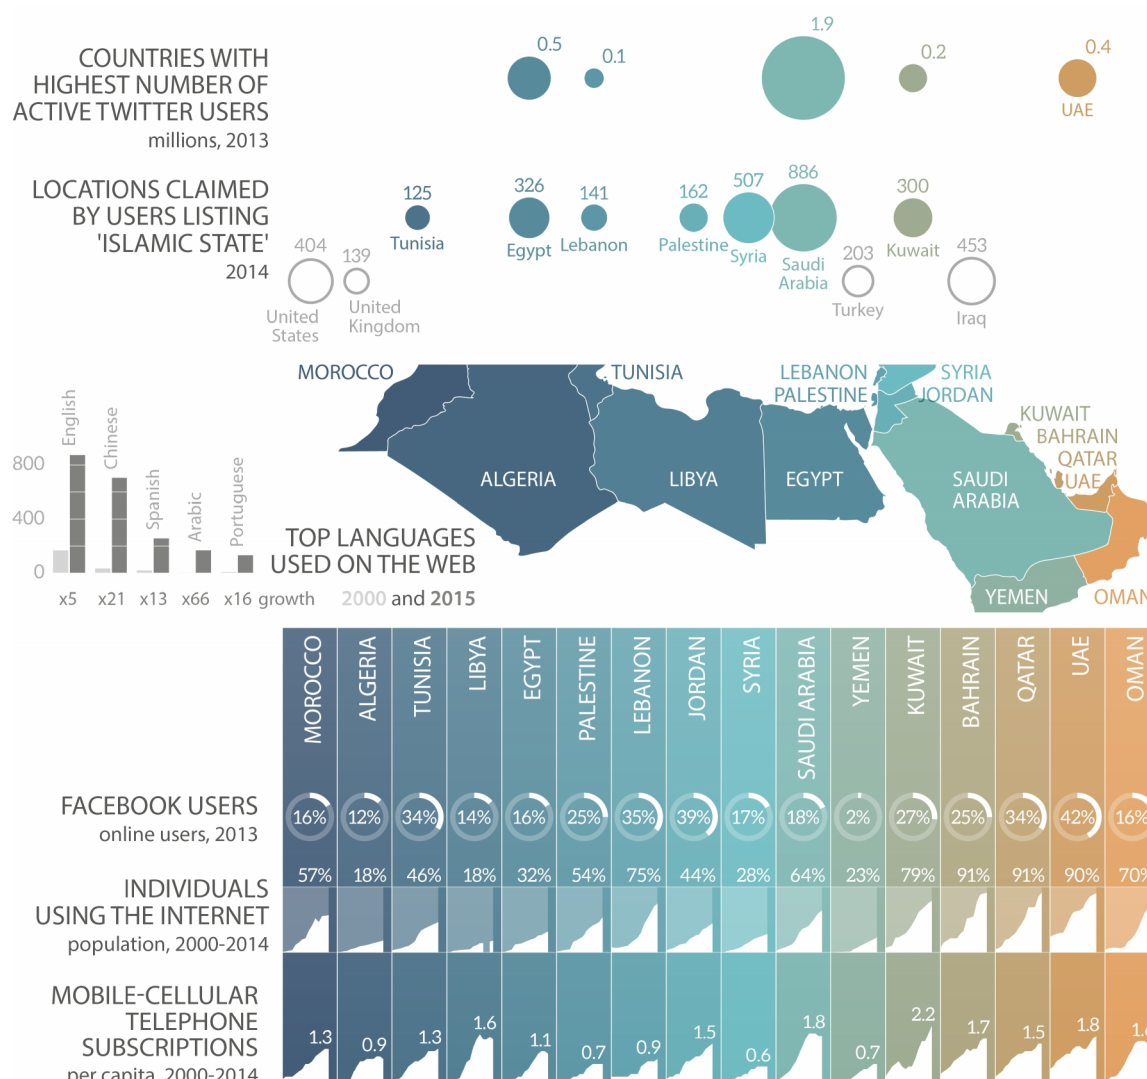 COUNTRIES WITH
HIGHEST NUMBER OF
ACTIVE TWITTER USERS
millions, 2013
0.5
0.1
1.9
0.2
0.4
UAE
LOCATIONS CLAIMED
BY USERS LISTING
'ISLAMIC STATE'
2014
404
United
States
139
United
Kingdom
125
Tunisia
326
Egypt
141
Lebanon
162
Palestine
507
Syria
886
Saudi
Arabia
203
Turkey
300
Kuwait
453
Iraq
MOROCCO
TUNISIA
LEBANON
PALESTINE
SYRIA
JORDAN
KUWAIT
BAHRAIN
QATAR
UAE
ALGERIA
LIBYA
EGYPT
SAUDI
ARABIA
YEMEN
OMAN
800
400
0
English
Chinese
Spanish
Arabic
Portuguese
x5 x21 x13 x66 x16 growth
TOP LANGUAGES
USED ON THE WEB
2000 and 2015
MOROCCO
ALGERIA
TUNISIA
LIBYA
EGYPT
PALESTINE
LEBANON
JORDAN
SYRIA
SAUDI ARABIA
YEMEN
KUWAIT
BAHRAIN
QATAR
UAE
OMAN
FACEBOOK USERS
online users, 2013
16% 12% 34% 14% 16% 25% 35% 39% 17% 18% 2% 27% 25% 34% 42% 16%
INDIVIDUALS
USING THE INTERNET
population, 2000-2014
57% 18% 46% 18% 32% 54% 75% 44% 28% 64% 23% 79% 91% 91% 90% 70%
MOBILE-CELLULAR
TELEPHONE
SUBSCRIPTIONS
per capita, 2000-2014
1.3 0.9 1.3 1.6 1.1 0.7 0.9 1.5 0.6 1.8 0.7 2.2 1.7 1.5 1.8